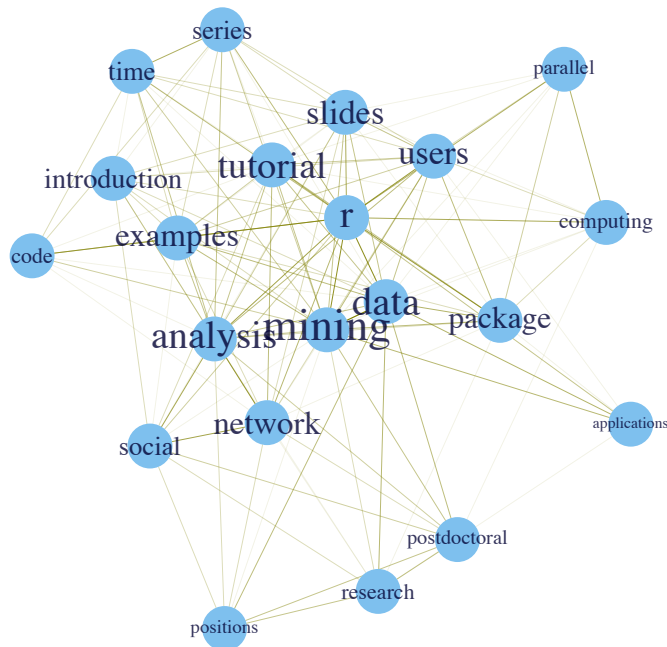 series
time
parallel
slides
users
tutorial
introduction
r
computing
examples
code
data
mining
package
analysis
applications
network
social
postdoctoral
research
positions